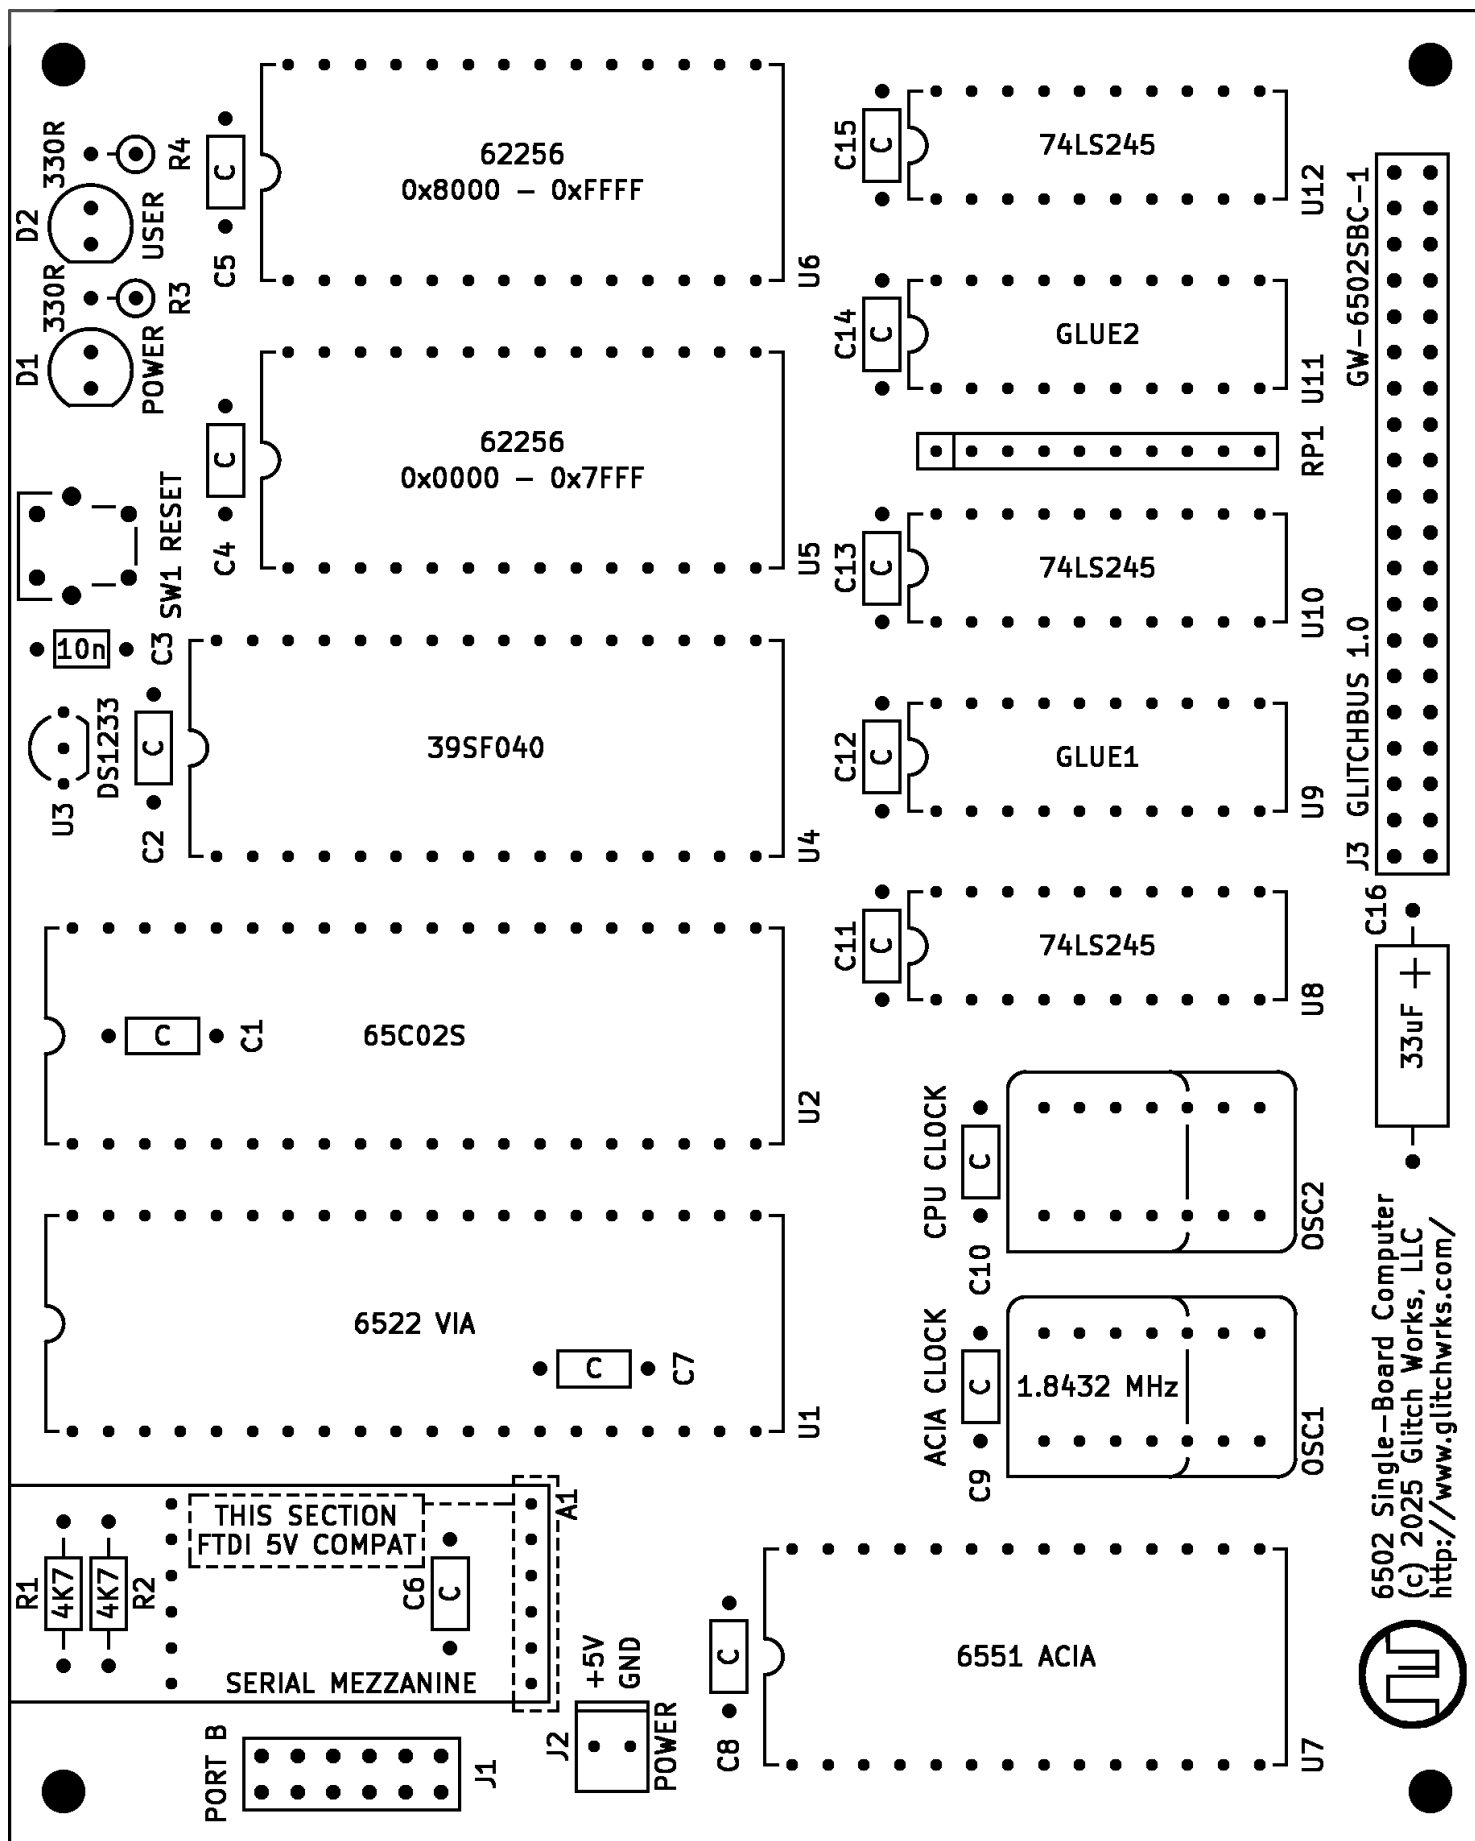 D2
330R
R4
USER
D1
330R
R3
POWER
C5
C
62256
0x8000 - 0xFFFF
U6
C4
C
62256
0x0000 - 0x7FFF
U5
SW1 RESET
10n
C3
U3
DS1233
C2
C
39SF040
U4
C
C1
65C02S
U2
6522 VIA
C
C7
U1
C15
C
74LS245
U12
C14
C
GLUE2
U11
RP1
C13
C
74LS245
U10
C12
C
GLUE1
U9
C11
C
74LS245
U8
GW-6502SBC-1
J3 GLITCHBUS 1.0
C16
33uF
+
CPU CLOCK
C
C10
OSC2
ACIA CLOCK
C
C9
1.8432 MHz
OSC1
6502 Single-Board Computer
(c) 2025 Glitch Works, LLC
http://www.glitchwrks.com/
R1
4K7
4K7
R2
THIS SECTION
FTDI 5V COMPAT
C6
C
A1
SERIAL MEZZANINE
PORT B
J1
+5V
GND
J2
POWER
C
C8
6551 ACIA
U7